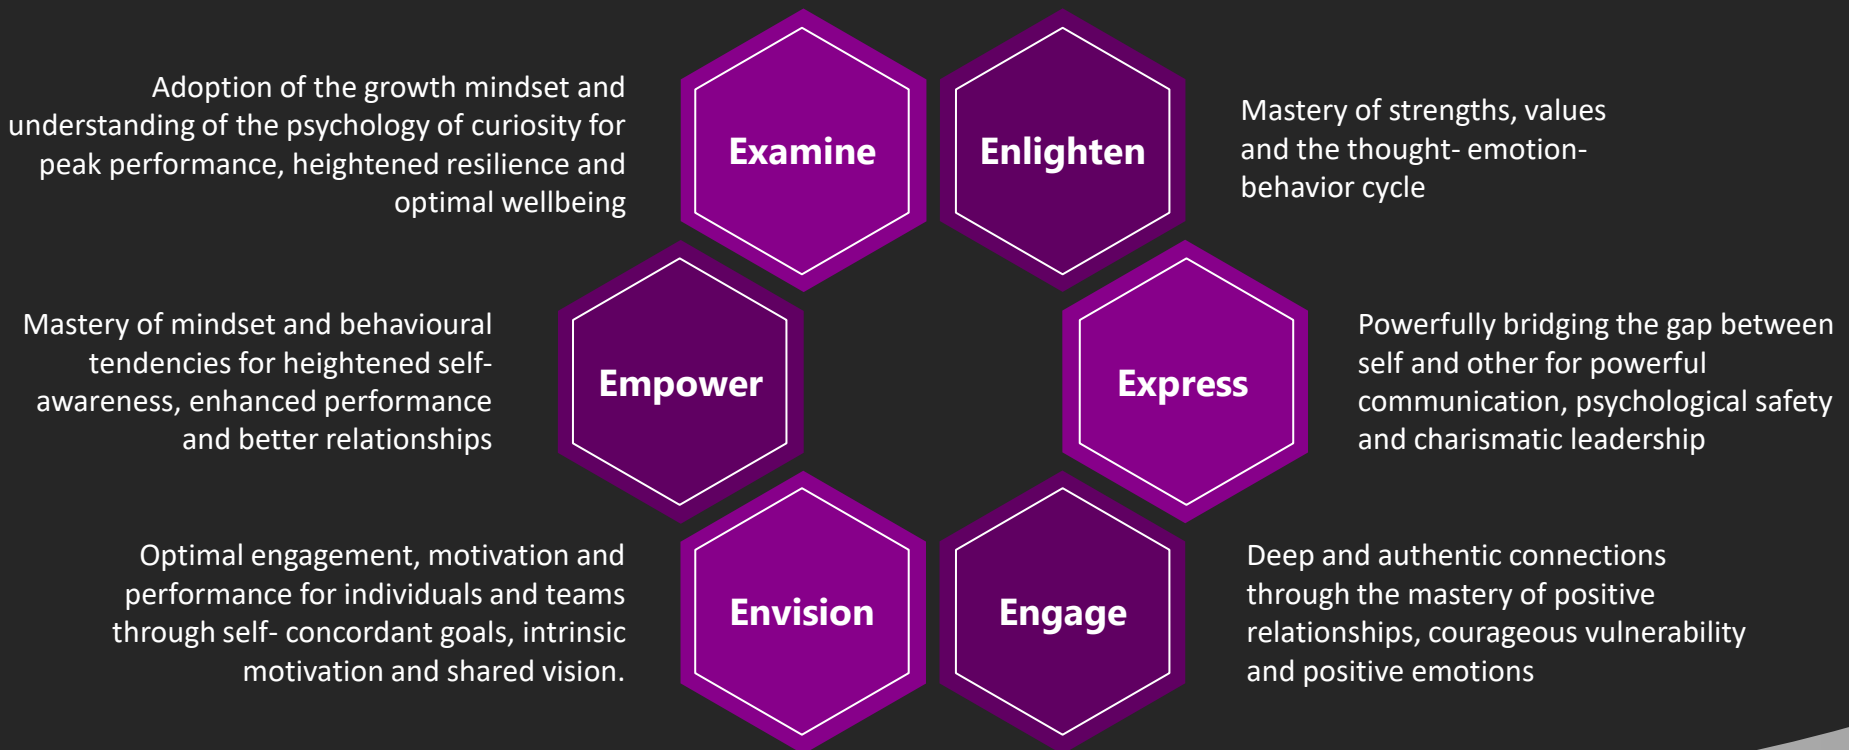 Adoption of the growth mindset and
understanding of the psychology of curiosity for
peak performance, heightened resilience and
optimal wellbeing
Examine
Enlighten
Mastery of strengths, values
and the thought- emotion-
behavior cycle
Mastery of mindset and behavioural
tendencies for heightened self-
awareness, enhanced performance
and better relationships
Empower
Express
Powerfully bridging the gap between
self and other for powerful
communication, psychological safety
and charismatic leadership
Optimal engagement, motivation and
performance for individuals and teams
through self- concordant goals, intrinsic
motivation and shared vision.
Envision
Engage
Deep and authentic connections
through the mastery of positive
relationships, courageous vulnerability
and positive emotions